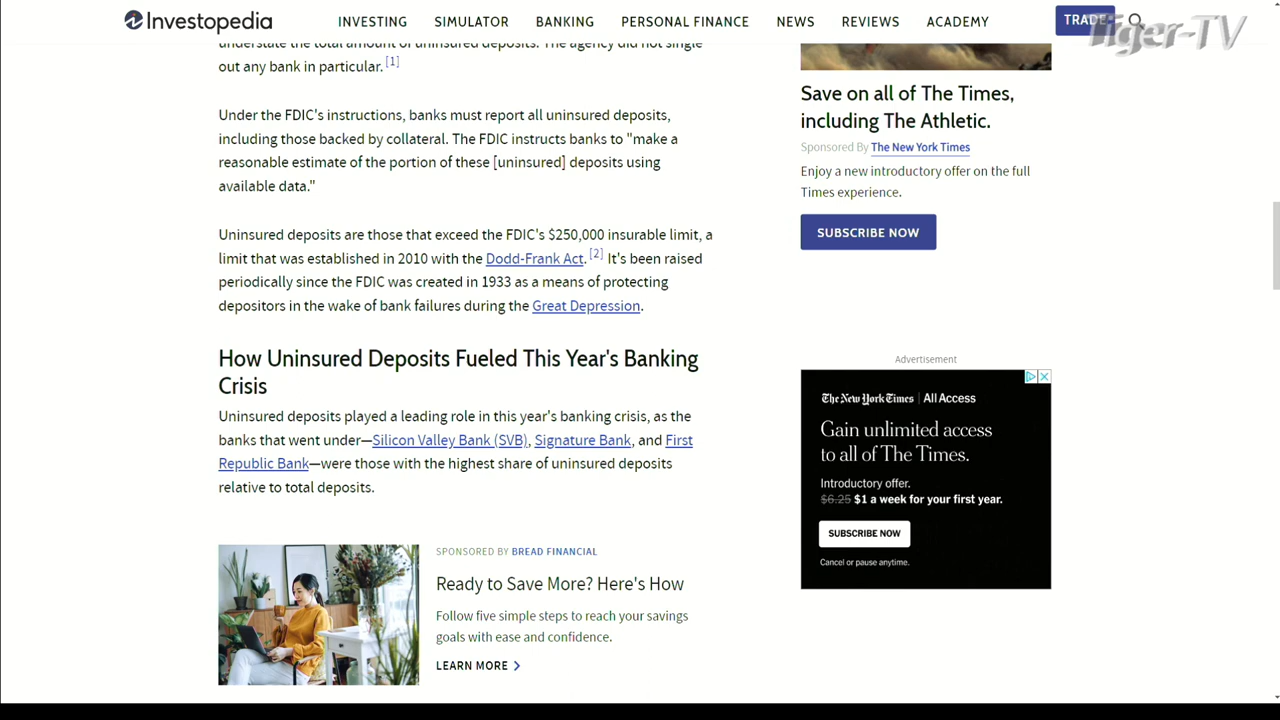 Investopedia
INVESTING
SIMULATOR
BANKING
PERSONAL FINANCE
NEWS
REVIEWS
ACADEMY
TRADE
Tiger-TV
understate the total amount of uninsured deposits. The agency did not single
out any bank in particular. [1]
Under the FDIC's instructions, banks must report all uninsured deposits,
including those backed by collateral. The FDIC instructs banks to "make a
reasonable estimate of the portion of these [uninsured] deposits using
available data."
Uninsured deposits are those that exceed the FDIC's $250,000 insurable limit, a
limit that was established in 2010 with the Dodd-Frank Act. [2] It's been raised
periodically since the FDIC was created in 1933 as a means of protecting
depositors in the wake of bank failures during the Great Depression.
How Uninsured Deposits Fueled This Year's Banking
Crisis
Uninsured deposits played a leading role in this year's banking crisis, as the
banks that went under—Silicon Valley Bank (SVB), Signature Bank, and First
Republic Bank—were those with the highest share of uninsured deposits
relative to total deposits.
SPONSORED BY BREAD FINANCIAL
Ready to Save More? Here's How
Follow five simple steps to reach your savings
goals with ease and confidence.
LEARN MORE
Save on all of The Times,
including The Athletic.
Sponsored By The New York Times
Enjoy a new introductory offer on the full
Times experience.
SUBSCRIBE NOW
Advertisement
The New York Times | All Access
Gain unlimited access
to all of The Times.
Introductory offer.
$6.25 $1 a week for your first year.
SUBSCRIBE NOW
Cancel or pause anytime.